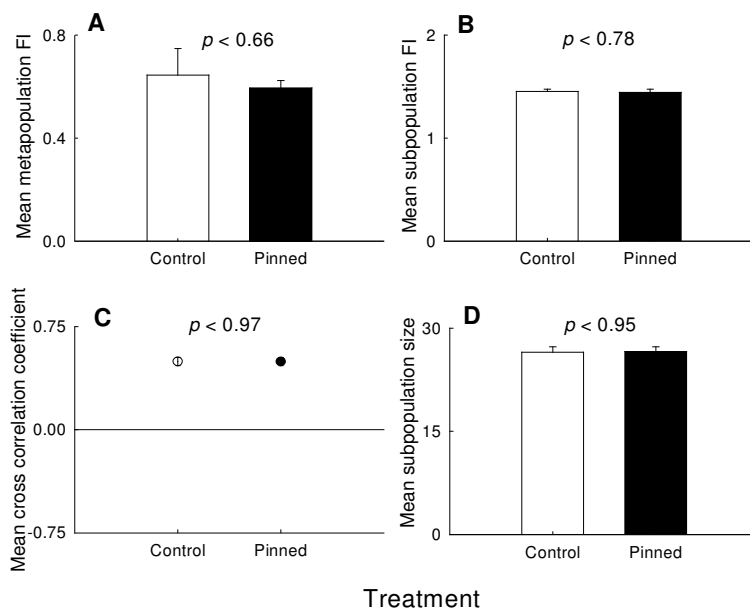 A
p < 0.66
Mean metapopulation FI
0.8
0.4
0.0
Control
Pinned
B
p < 0.78
Mean subpopulation FI
2
1
0
Control
Pinned
C
p < 0.97
Mean cross correlation coefficient
0.75
0.00
-0.75
Control
Pinned
D
p < 0.95
Mean subpopulation size
30
15
0
Control
Pinned
Treatment